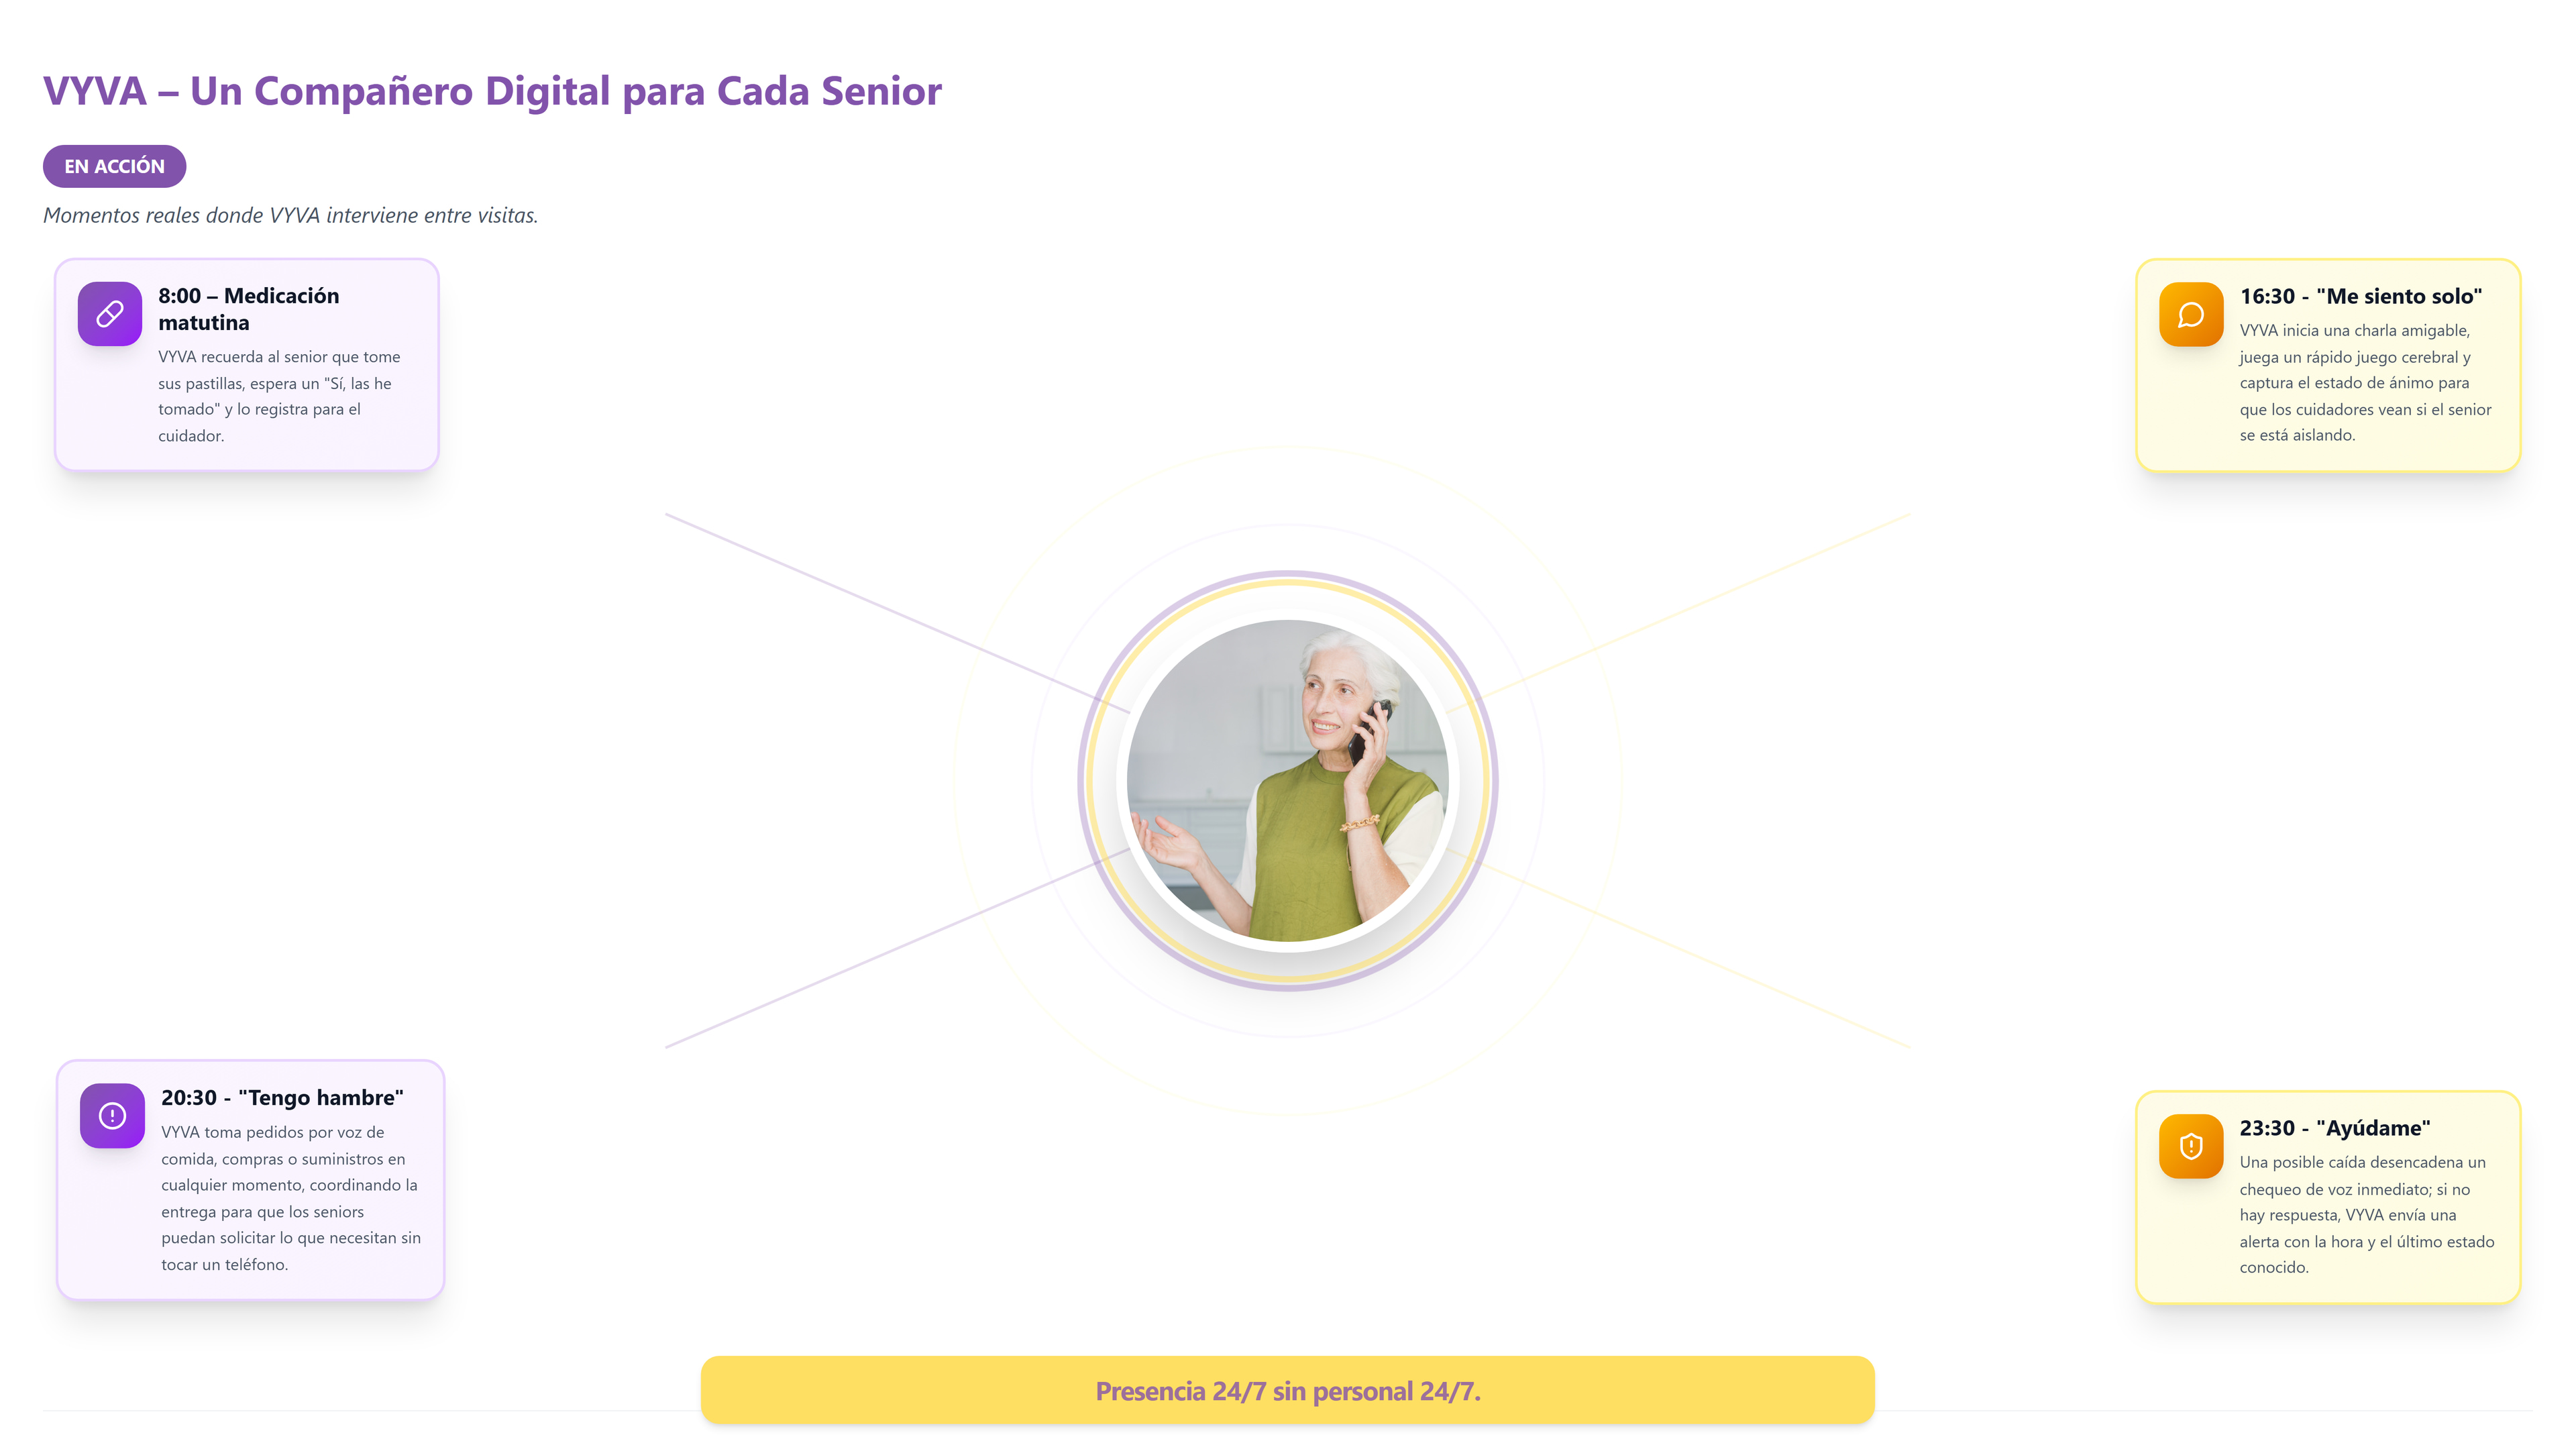 VYVA – Un Compañero Digital para Cada Senior
EN ACCIÓN
Momentos reales donde VYVA interviene entre visitas.
8:00 – Medicación
matutina
VYVA recuerda al senior que tome
sus pastillas, espera un "Sí, las he
tomado" y lo registra para el
cuidador.
16:30 - "Me siento solo"
VYVA inicia una charla amigable,
juega un rápido juego cerebral y
captura el estado de ánimo para
que los cuidadores vean si el senior
se está aislando.
20:30 - "Tengo hambre"
VYVA toma pedidos por voz de
comida, compras o suministros en
cualquier momento, coordinando la
entrega para que los seniors
puedan solicitar lo que necesitan sin
tocar un teléfono.
23:30 - "Ayúdame"
Una posible caída desencadena un
chequeo de voz inmediato; si no
hay respuesta, VYVA envía una
alerta con la hora y el último estado
conocido.
Presencia 24/7 sin personal 24/7.